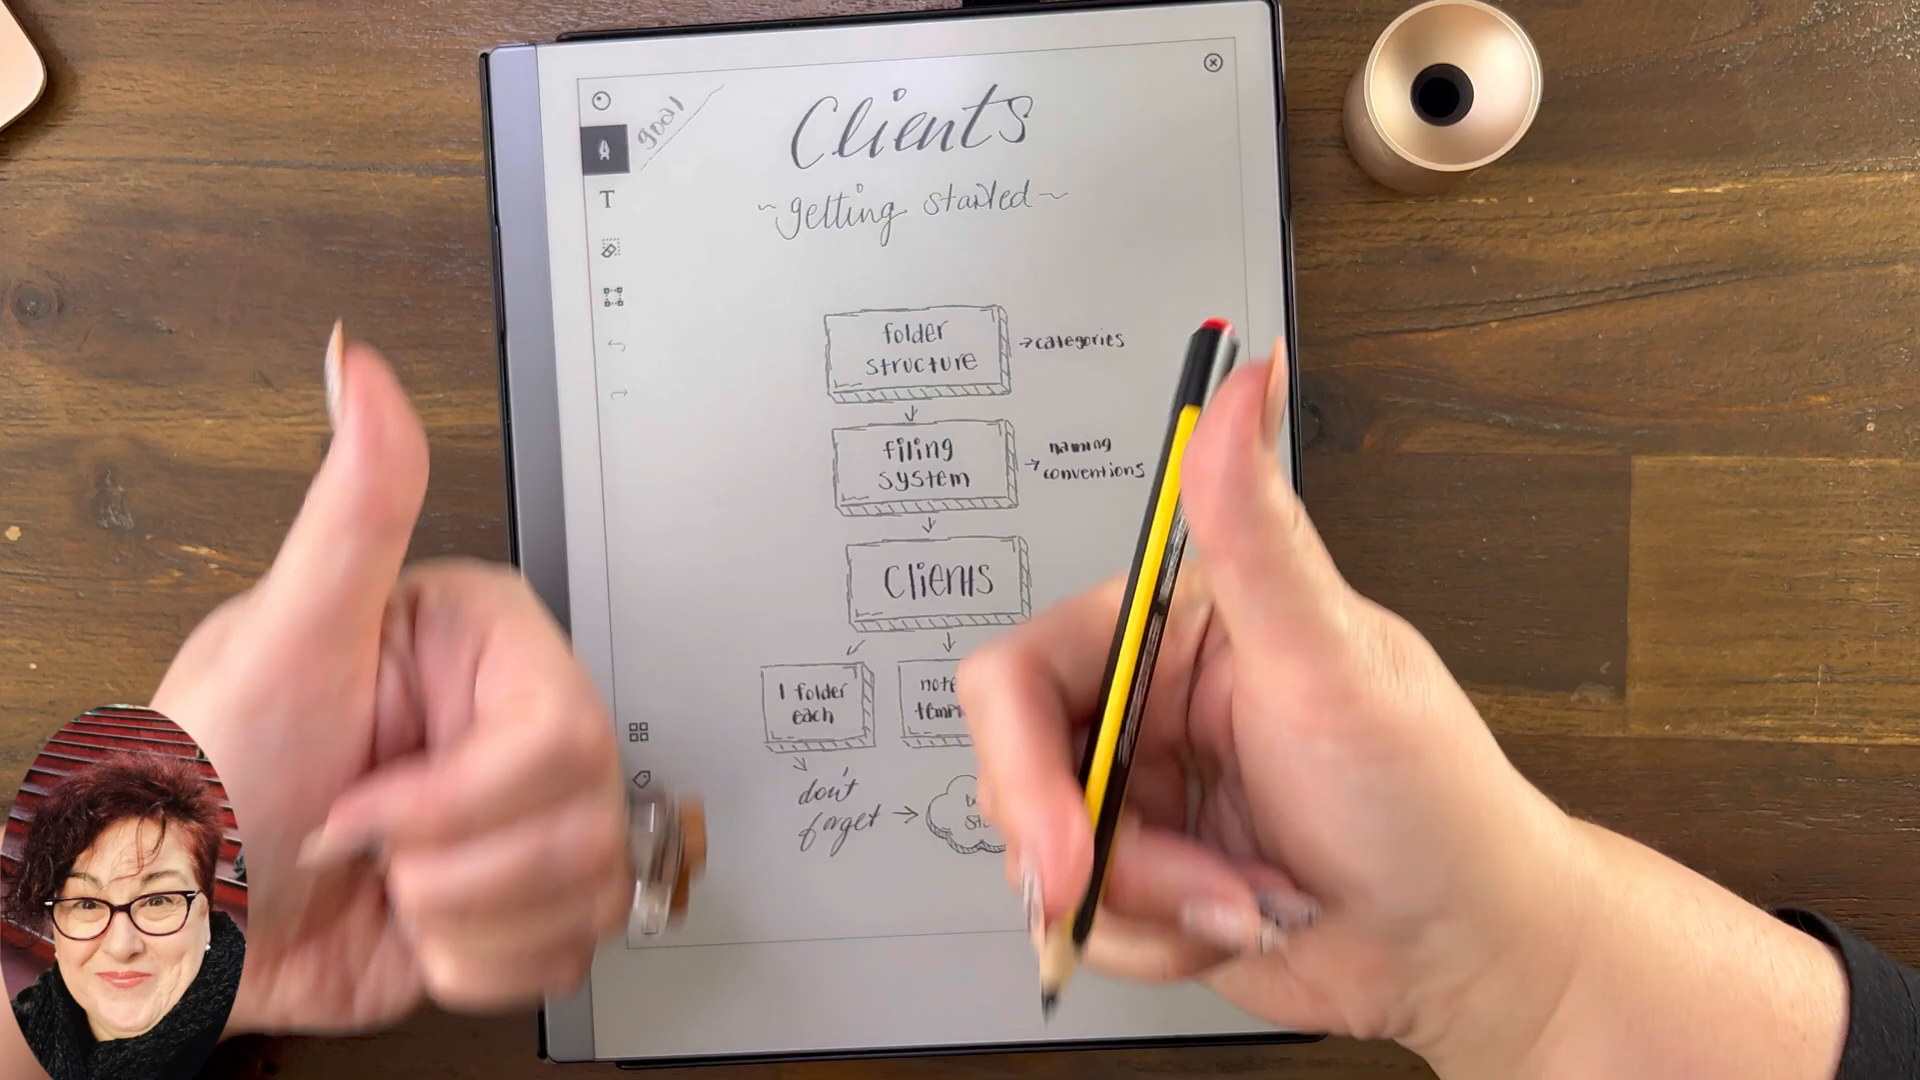 goal
Clients
~getting started~
folder
structure
→categories
filing
system
→ naming
conventions
Clients
1 folder
each
don't
forget →
T